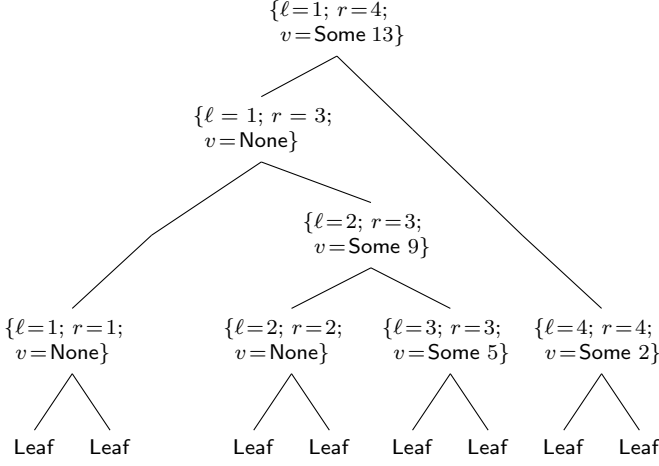 {ℓ=1; r=4;
v=Some 13}
{ℓ = 1; r = 3;
v=None}
{ℓ=2; r=3;
v=Some 9}
{ℓ=1; r=1;
v=None}
{ℓ=2; r=2;
v=None}
{ℓ=3; r=3;
v=Some 5}
{ℓ=4; r=4;
v=Some 2}
Leaf Leaf Leaf Leaf Leaf Leaf Leaf Leaf